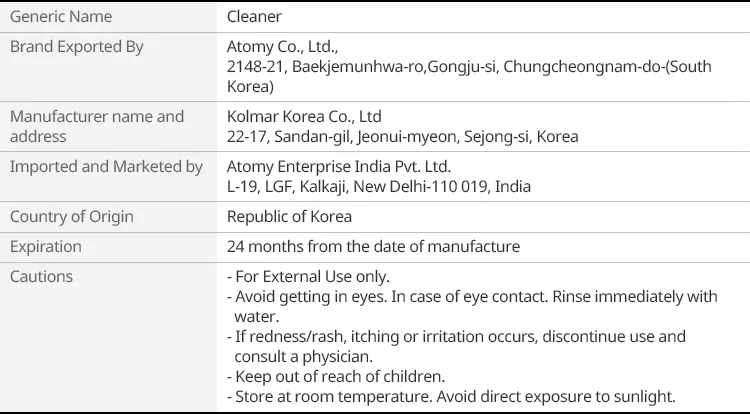 Generic Name
Cleaner
Brand Exported By
Atomy Co., Ltd.,
2148-21, Baekjemunhwa-ro,Gongju-si, Chungcheongnam-do-(South
Korea)
Manufacturer name and
address
Kolmar Korea Co., Ltd
22-17, Sandan-gil, Jeonui-myeon, Sejong-si, Korea
Imported and Marketed by
Atomy Enterprise India Pvt. Ltd.
L-19, LGF, Kalkaji, New Delhi-110 019, India
Country of Origin
Republic of Korea
Expiration
24 months from the date of manufacture
Cautions
- For External Use only.
- Avoid getting in eyes. In case of eye contact. Rinse immediately with
water.
- If redness/rash, itching or irritation occurs, discontinue use and
consult a physician.
- Keep out of reach of children.
- Store at room temperature. Avoid direct exposure to sunlight.